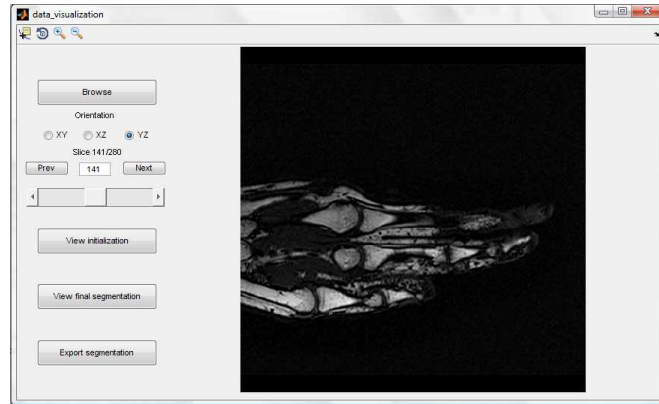 data_visualization
Browse
Orientation
XY XZ YZ
Slice 141/280
Prev 141 Next
View initialization
View final segmentation
Export segmentation